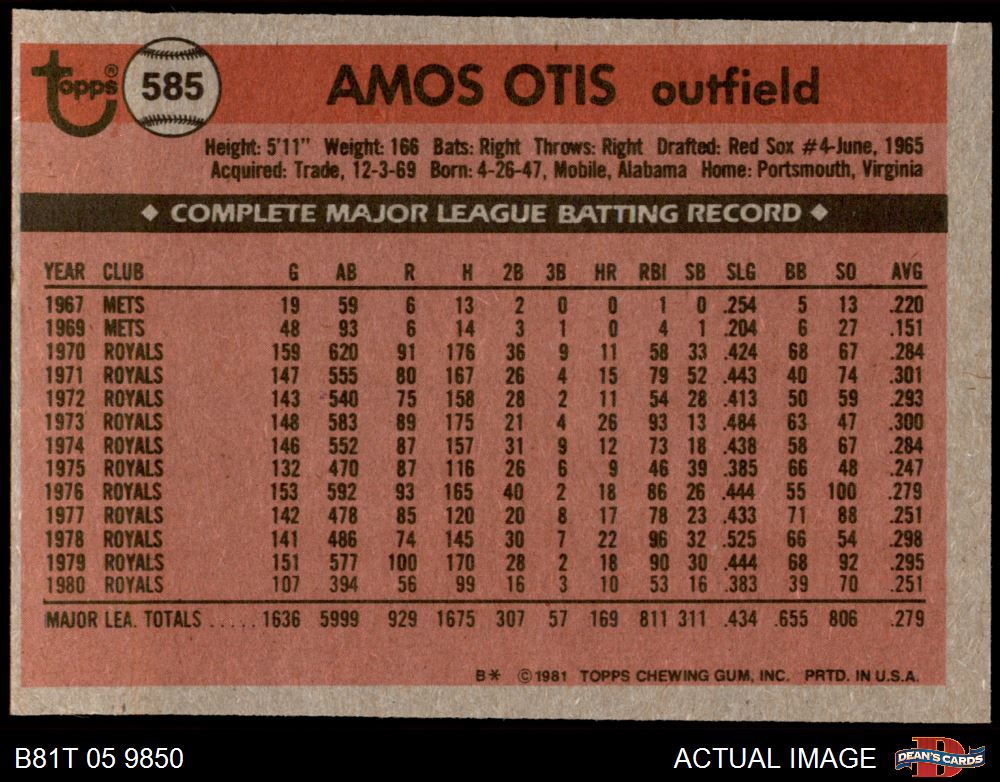 Topps® 585 AMOS OTIS outfield
Height: 5'11" Weight: 166 Bats: Right Throws: Right Drafted: Red Sox #4-June, 1965
Acquired: Trade, 12-3-69 Born: 4-26-47, Mobile, Alabama Home: Portsmouth, Virginia
◆ COMPLETE MAJOR LEAGUE BATTING RECORD ◆
YEAR CLUB G AB R H 2B 3B HR RBI SB SLG BB SO AVG
1967 METS 19 59 6 13 2 0 0 1 0 .254 5 13 .220
1969 METS 48 93 6 14 3 1 0 4 1 .204 6 27 .151
1970 ROYALS 159 620 91 176 36 9 11 58 33 .424 68 67 .284
1971 ROYALS 147 555 80 167 26 4 15 79 52 .443 40 74 .301
1972 ROYALS 143 540 75 158 28 2 11 54 28 .413 50 59 .293
1973 ROYALS 148 583 89 175 21 4 26 93 13 .484 63 47 .300
1974 ROYALS 146 552 87 157 31 9 12 73 18 .438 58 67 .284
1975 ROYALS 132 470 87 116 26 6 9 46 39 .385 66 48 .247
1976 ROYALS 153 592 93 165 40 2 18 86 26 .444 55 100 .279
1977 ROYALS 142 478 85 120 20 8 17 78 23 .433 71 88 .251
1978 ROYALS 141 486 74 145 30 7 22 96 32 .525 66 54 .298
1979 ROYALS 151 577 100 170 28 2 18 90 30 .444 68 92 .295
1980 ROYALS 107 394 56 99 16 3 10 53 16 .383 39 70 .251
MAJOR LEA. TOTALS ..... 1636 5999 929 1675 307 57 169 811 311 .434 .655 806 .279
B* ©1981 TOPPS CHEWING GUM, INC. PRTD. IN U.S.A.
B81T 05 9850 ACTUAL IMAGE D DEAN'S CARDS